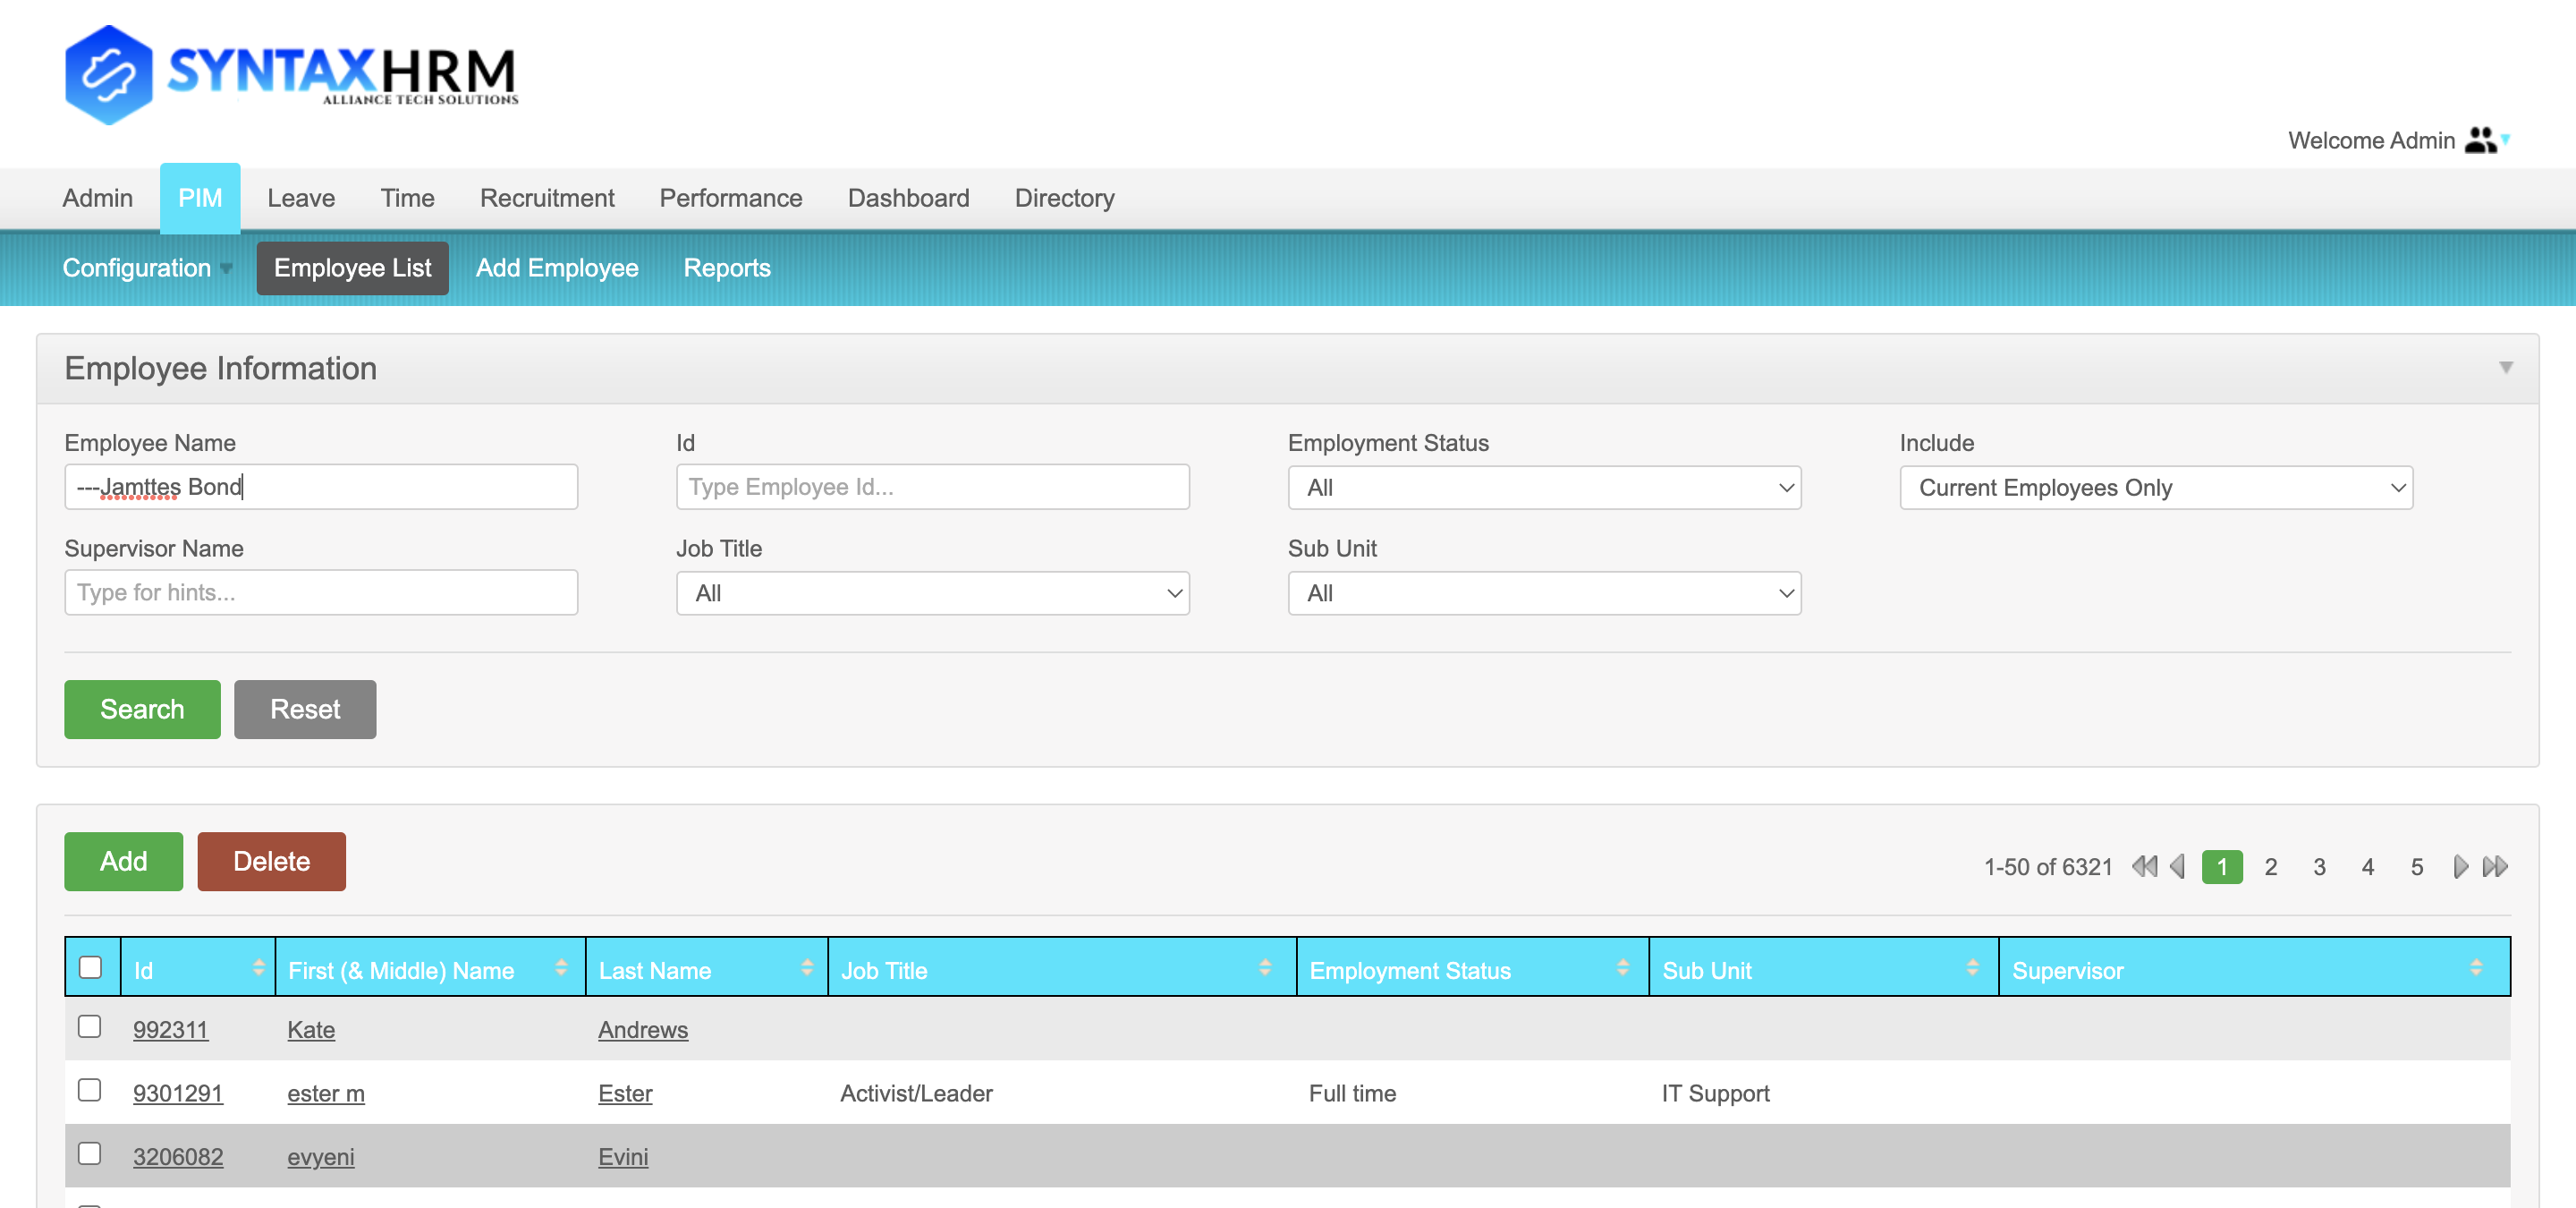 SYNTAXHRM
ALLIANCE TECH SOLUTIONS
Welcome Admin
Admin PIM Leave Time Recruitment Performance Dashboard Directory
Configuration Employee List Add Employee Reports
Employee Information
Employee Name Id Employment Status Include
---Jamttes Bond Type Employee Id... All Current Employees Only
Supervisor Name Job Title Sub Unit
Type for hints... All All
Search Reset
Add Delete 1-50 of 6321 1 2 3 4 5
Id First (& Middle) Name Last Name Job Title Employment Status Sub Unit Supervisor
992311 Kate Andrews
9301291 ester m Ester Activist/Leader Full time IT Support
3206082 evyeni Evini